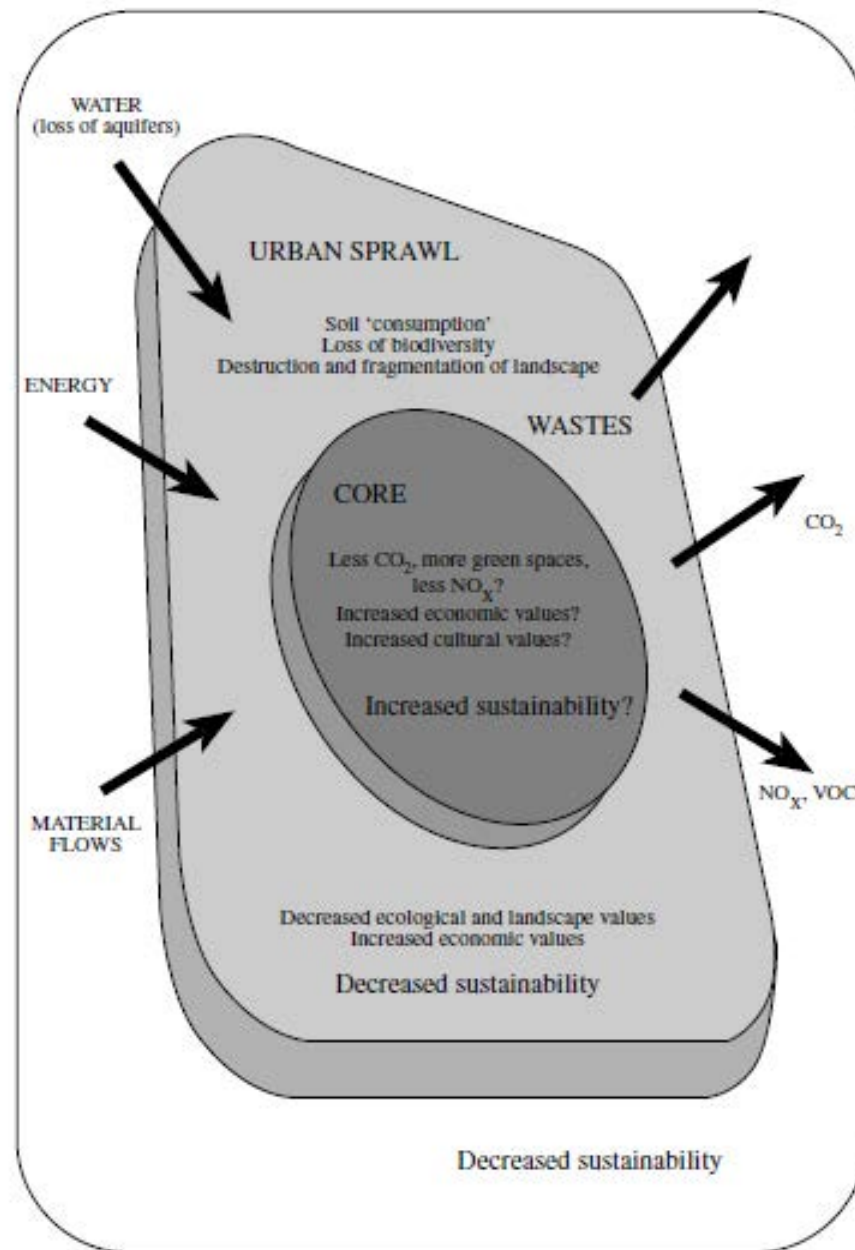 WATER
(loss of aquifers)
URBAN SPRAWL
Soil ‘consumption’
Loss of biodiversity
Destruction and fragmentation of landscape
ENERGY
WASTES
CORE
CO₂
Less CO₂, more green spaces,
less NOₓ?
Increased economic values?
Increased cultural values?
Increased sustainability?
NOₓ, VOC
MATERIAL
FLOWS
Decreased ecological and landscape values
Increased economic values
Decreased sustainability
Decreased sustainability